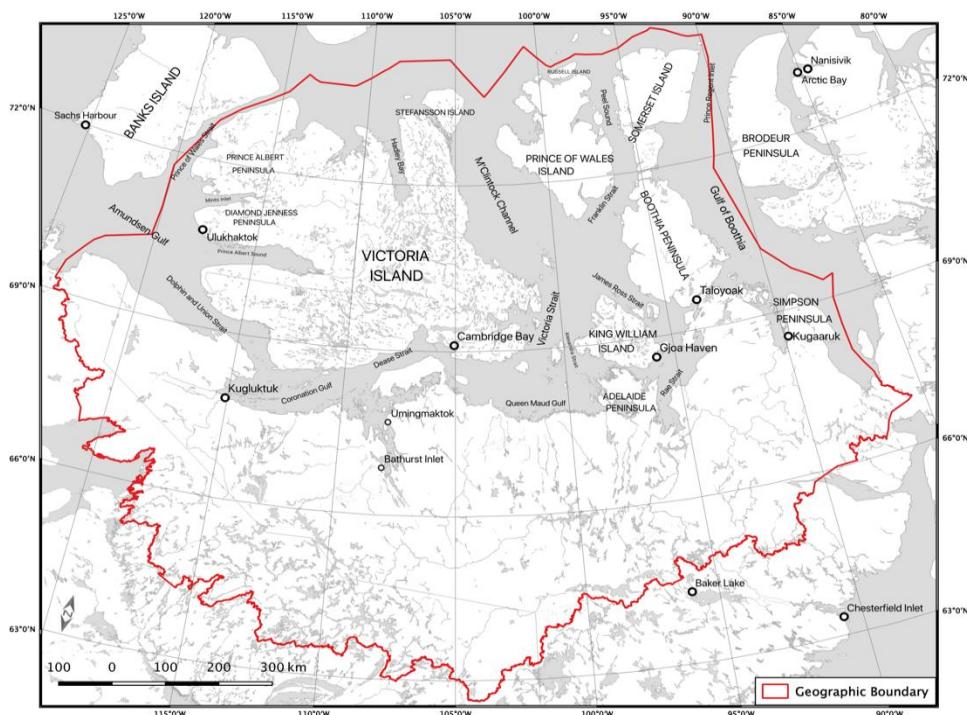 125°0'W 120°0'W 110°0'W 105°0'W 100°0'W 95°0'W 90°0'W 85°0'W 80°0'W
72°0'N
69°0'N
66°0'N
63°0'N
72°0'N
69°0'N
66°0'N
63°0'N
Nanisivik
Arctic Bay
RUSSELL ISLAND
Sachs Harbour
BANKS ISLAND
STEFANSSON ISLAND
Peel Sound
SOMERSET ISLAND
Prince Regent Inlet
BRODEUR
PENINSULA
Prince of Wales Strait
PRINCE ALBERT
PENINSULA
Hadley Bay
PRINCE OF WALES
ISLAND
Minto Inlet
DIAMOND JENNESS
PENINSULA
M'Clintock Channel
Franklin Strait
BOOTHIA PENINSULA
Gulf of Boothia
Amundsen Gulf
Ulukhaktok
Prince Albert Sound
VICTORIA
ISLAND
Dolphin and Union Strait
James Ross Strait
Taloyoak
SIMPSON
PENINSULA
Kugaaruk
Victoria Strait
Alexandra Strait
KING WILLIAM
ISLAND
Gjoa Haven
Cambridge Bay
Dease Strait
Rae Strait
Kugluktuk
Coronation Gulf
Queen Maud Gulf
ADELAIDE
PENINSULA
Umingmaktok
Bathurst Inlet
Baker Lake
Chesterfield Inlet
N
100 0 100 200 300 km
Geographic Boundary
115°0'W 110°0'W 105°0'W 100°0'W 95°0'W 90°0'W